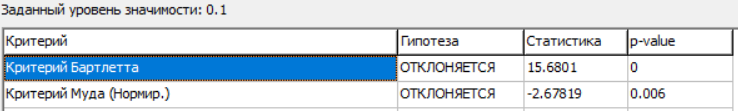 Заданный уровень значимости: 0.1
Критерий Гипотеза Статистика p-value
Критерий Бартлетта ОТКЛОНЯЕТСЯ 15.6801 0
Критерий Муда (Нормир.) ОТКЛОНЯЕТСЯ -2.67819 0.006